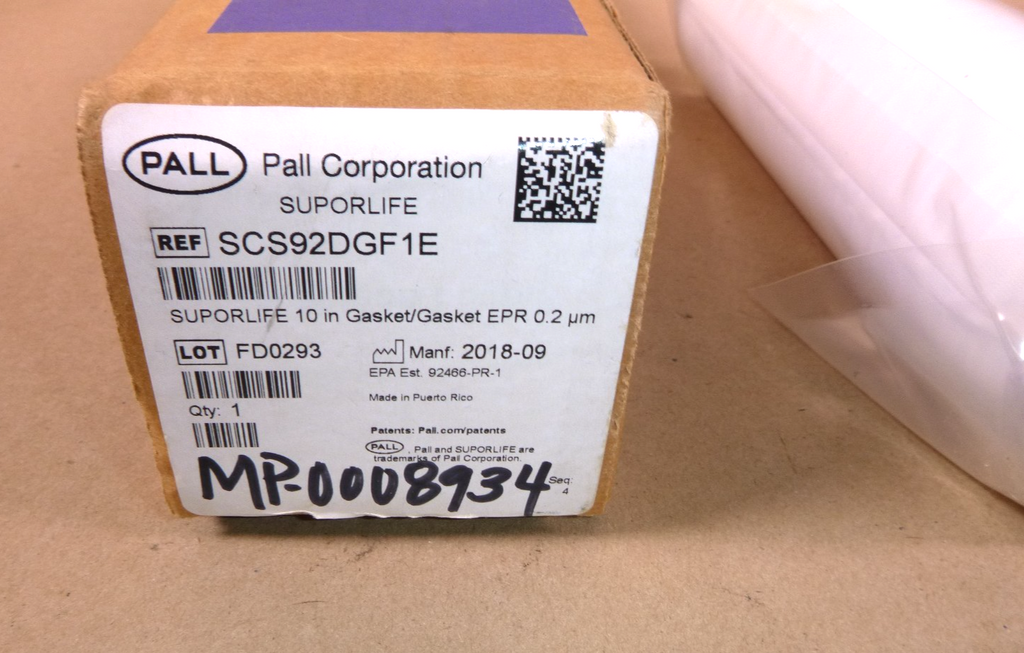 PALL Pall Corporation
SUPORLIFE
REF SCS92DGF1E
SUPORLIFE 10 in Gasket/Gasket EPR 0.2 µm
LOT FD0293 Manf: 2018-09
EPA Est. 92466-PR-1
Made in Puerto Rico
Qty: 1
Patents: Pall.com/patents
PALL , Pall and SUPORLIFE are
trademarks of Pall Corporation.
MP-0008934
Seq:
4